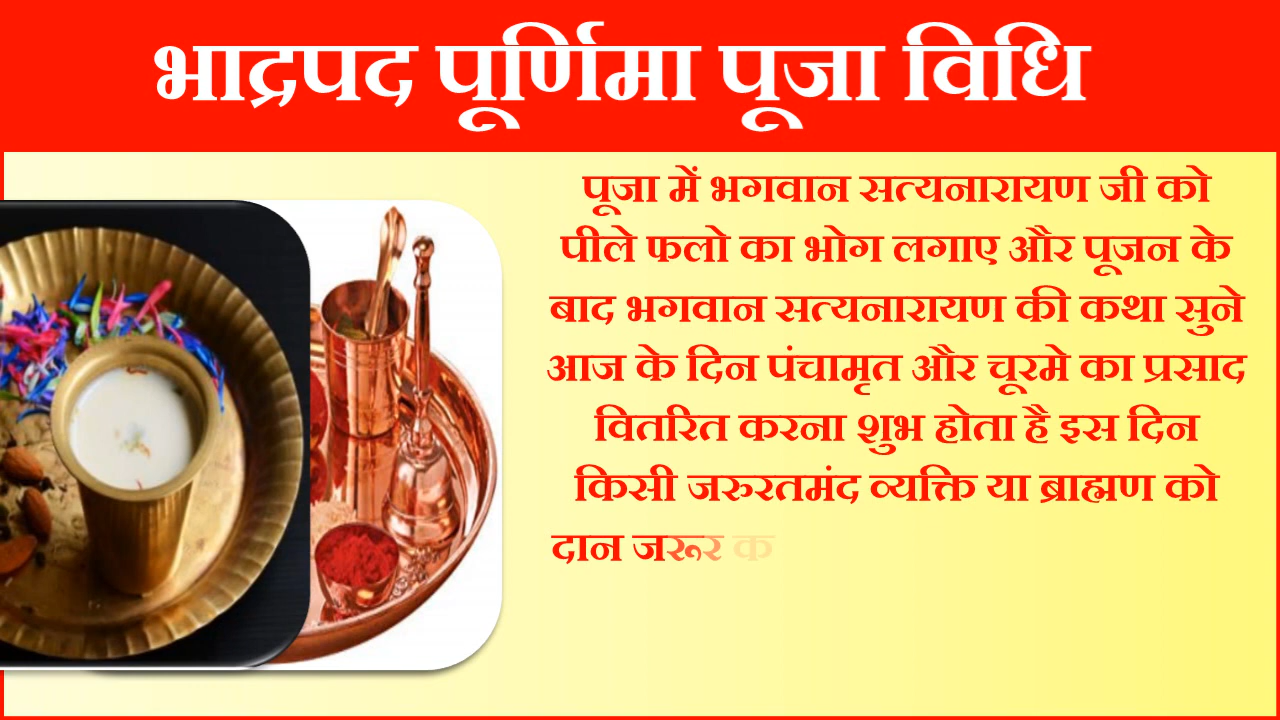 भाद्रपद पूर्णिमा पूजा विधि
पूजा में भगवान सत्यनारायण जी को
पीले फलो का भोग लगाए और पूजन के
बाद भगवान सत्यनारायण की कथा सुने
आज के दिन पंचामृत और चूरमे का प्रसाद
वितरित करना शुभ होता है इस दिन
किसी जरुरतमंद व्यक्ति या ब्राह्मण को
दान जरूर क